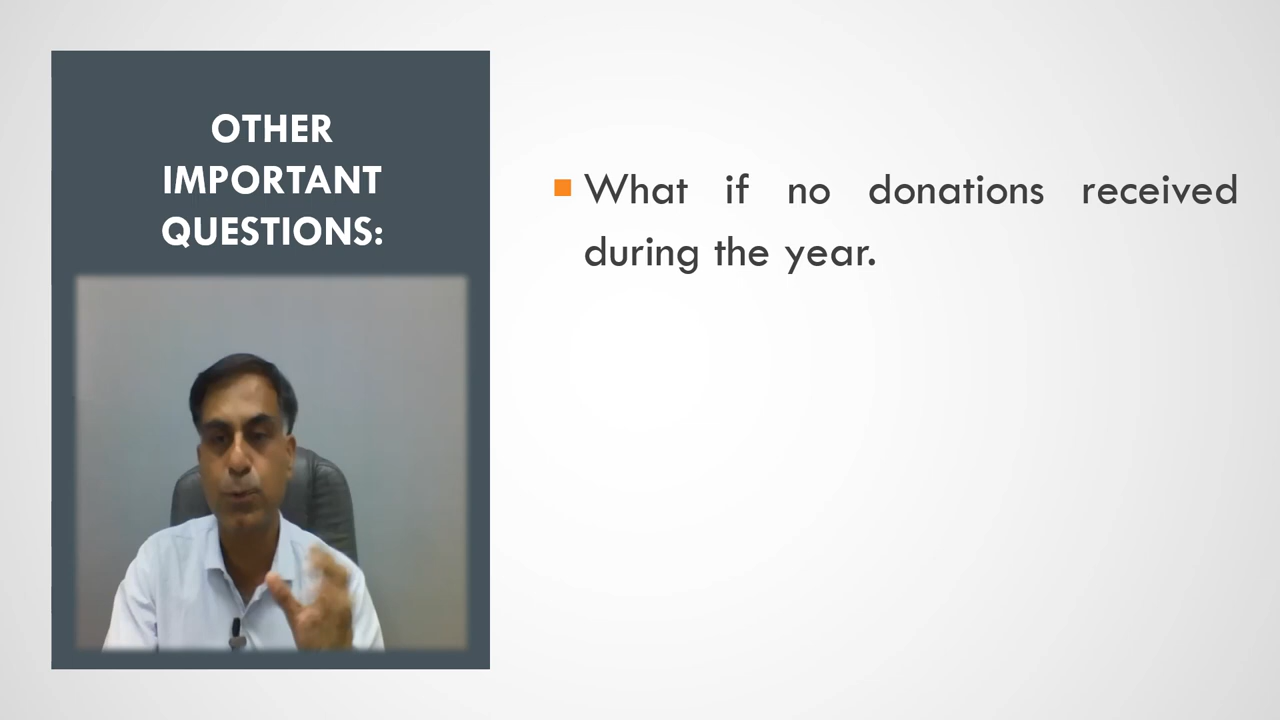 OTHER
IMPORTANT
QUESTIONS:
What if no donations received
during the year.